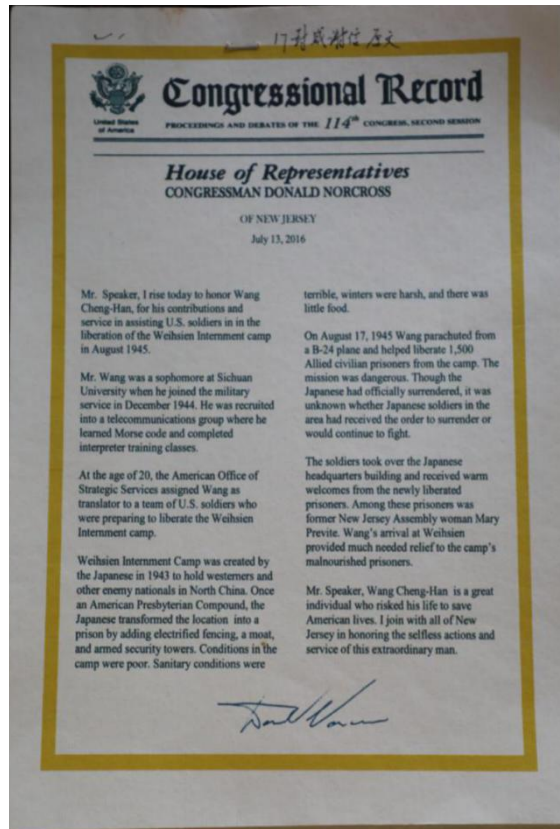 17封感谢信原文
United States
of America
Congressional Record
PROCEEDINGS AND DEBATES OF THE 114th CONGRESS, SECOND SESSION
House of Representatives
CONGRESSMAN DONALD NORCROSS
OF NEW JERSEY
July 13, 2016
Mr. Speaker, I rise today to honor Wang
Cheng-Han, for his contributions and
service in assisting U.S. soldiers in in the
liberation of the Weihsien Internment camp
in August 1945.
Mr. Wang was a sophomore at Sichuan
University when he joined the military
service in December 1944. He was recruited
into a telecommunications group where he
learned Morse code and completed
interpreter training classes.
At the age of 20, the American Office of
Strategic Services assigned Wang as
translator to a team of U.S. soldiers who
were preparing to liberate the Weihsien
Internment camp.
Weihsien Internment Camp was created by
the Japanese in 1943 to hold westerners and
other enemy nationals in North China. Once
an American Presbyterian Compound, the
Japanese transformed the location into a
prison by adding electrified fencing, a moat,
and armed security towers. Conditions in the
camp were poor. Sanitary conditions were
terrible, winters were harsh, and there was
little food.
On August 17, 1945 Wang parachuted from
a B-24 plane and helped liberate 1,500
Allied civilian prisoners from the camp. The
mission was dangerous. Though the
Japanese had officially surrendered, it was
unknown whether Japanese soldiers in the
area had received the order to surrender or
would continue to fight.
The soldiers took over the Japanese
headquarters building and received warm
welcomes from the newly liberated
prisoners. Among these prisoners was
former New Jersey Assembly woman Mary
Previte. Wang's arrival at Weihsien
provided much needed relief to the camp's
malnourished prisoners.
Mr. Speaker, Wang Cheng-Han is a great
individual who risked his life to save
American lives. I join with all of New
Jersey in honoring the selfless actions and
service of this extraordinary man.